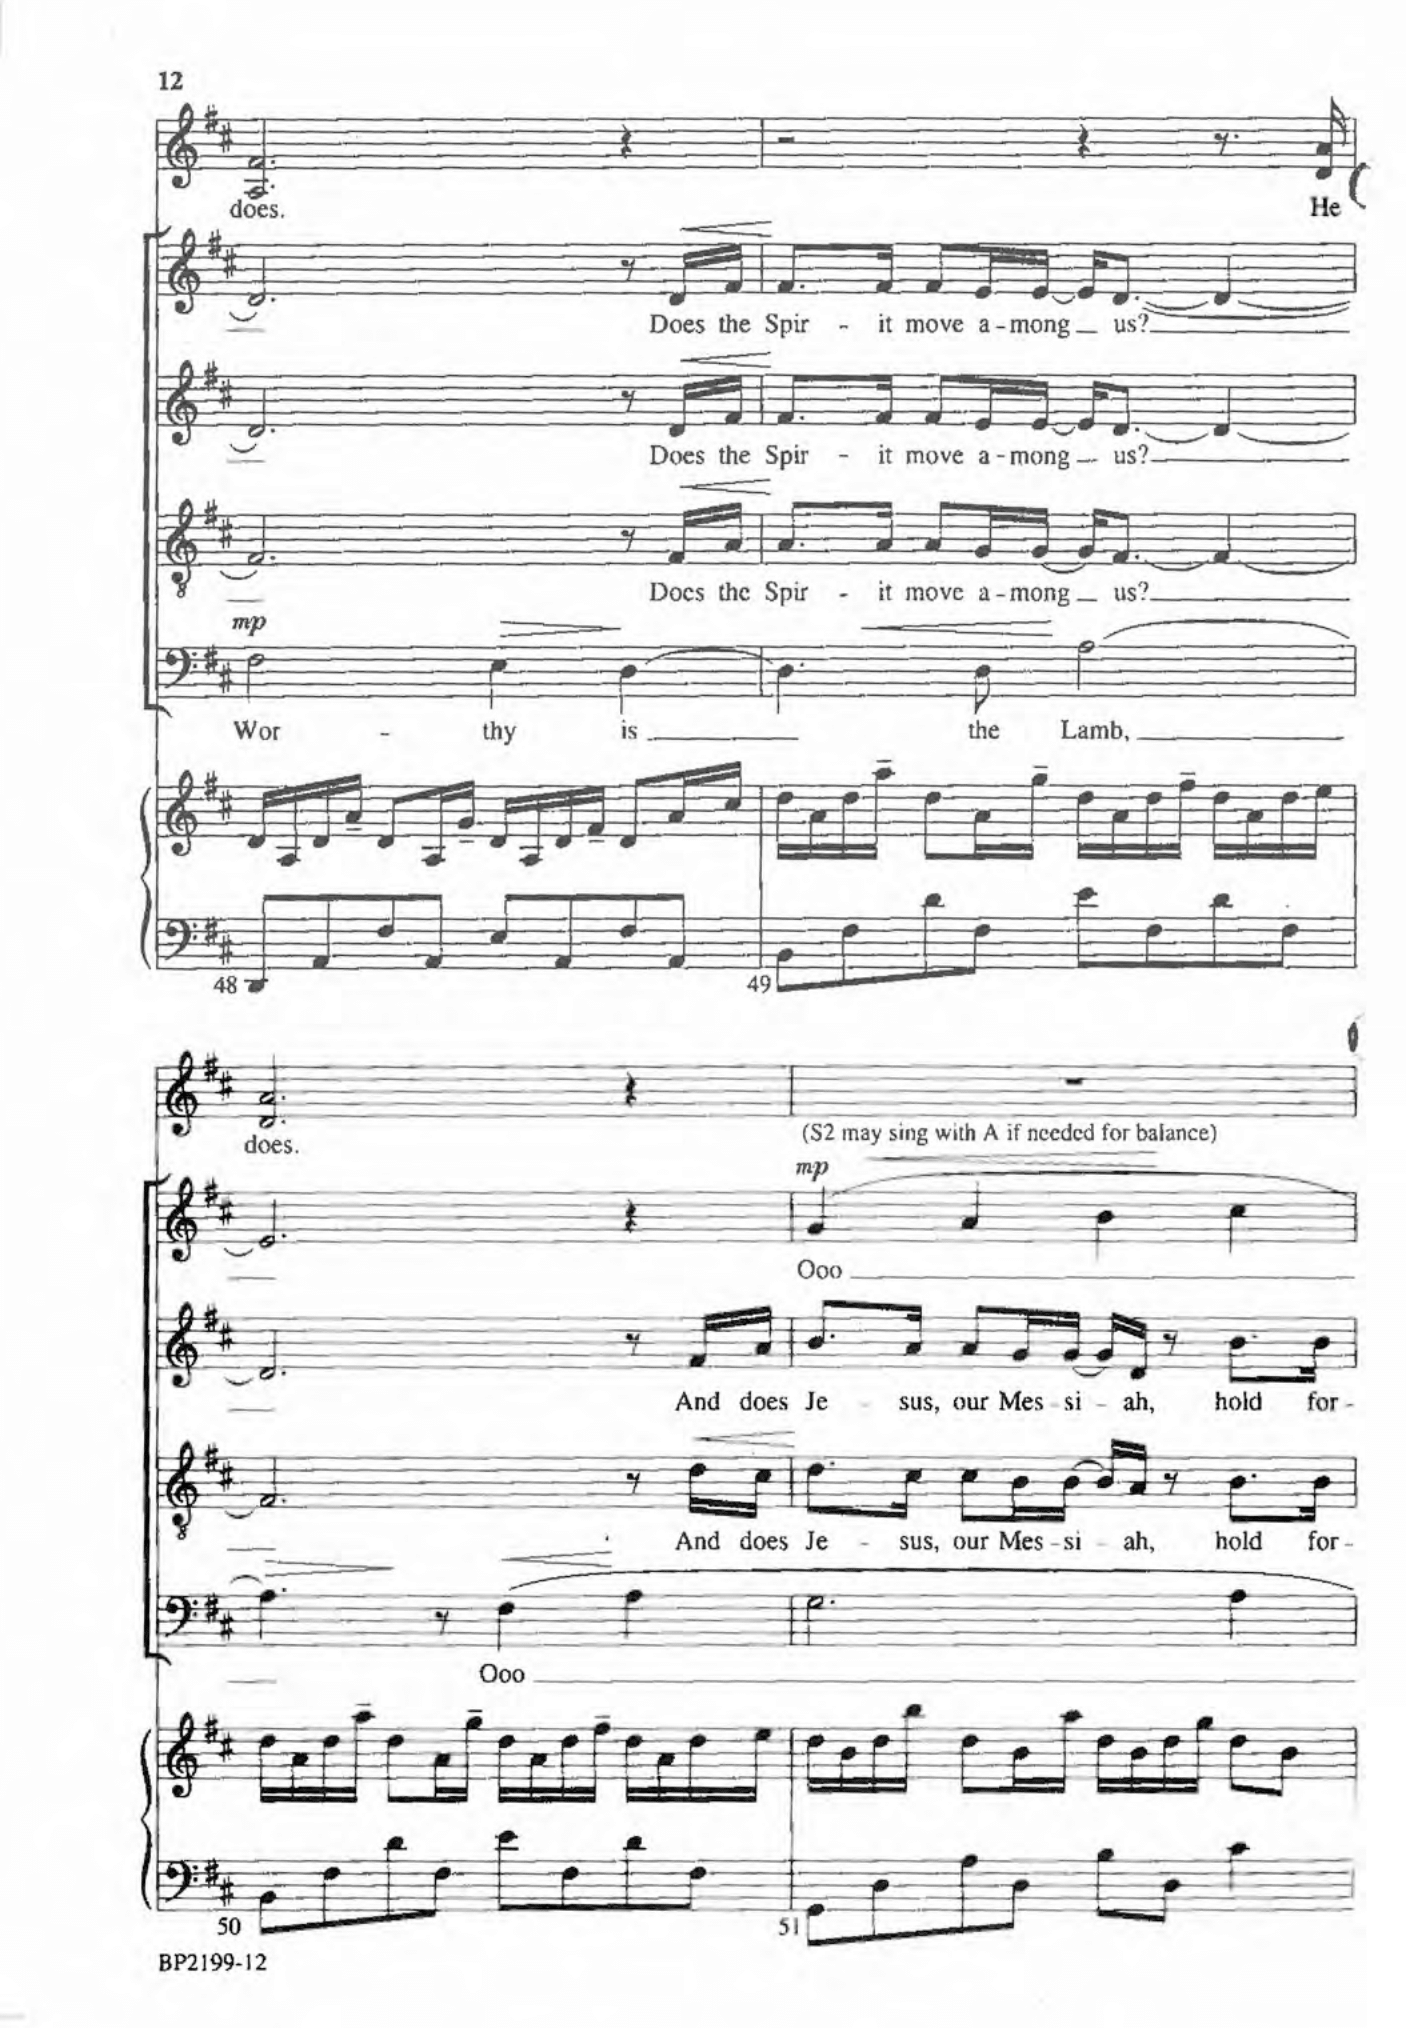 12
does. He
Does the Spir - it move a - mong us?
Does the Spir - it move a - mong us?
Does the Spir - it move a - mong us?
mp
Wor - thy is the Lamb,
48 49
does.
(S2 may sing with A if needed for balance)
mp
Ooo
And does Je - sus, our Mes - si - ah, hold for -
And does Je - sus, our Mes - si - ah, hold for -
Ooo
50 51
BP2199-12